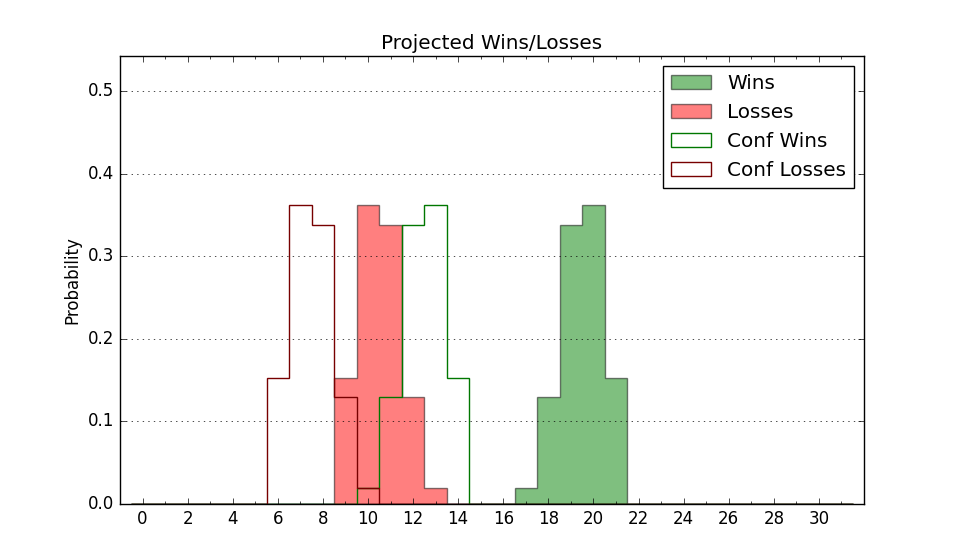 Projected Wins/Losses
Wins
Losses
Conf Wins
Conf Losses
Probability
0.5
0.4
0.3
0.2
0.1
0.0
0 2 4 6 8 10 12 14 16 18 20 22 24 26 28 30